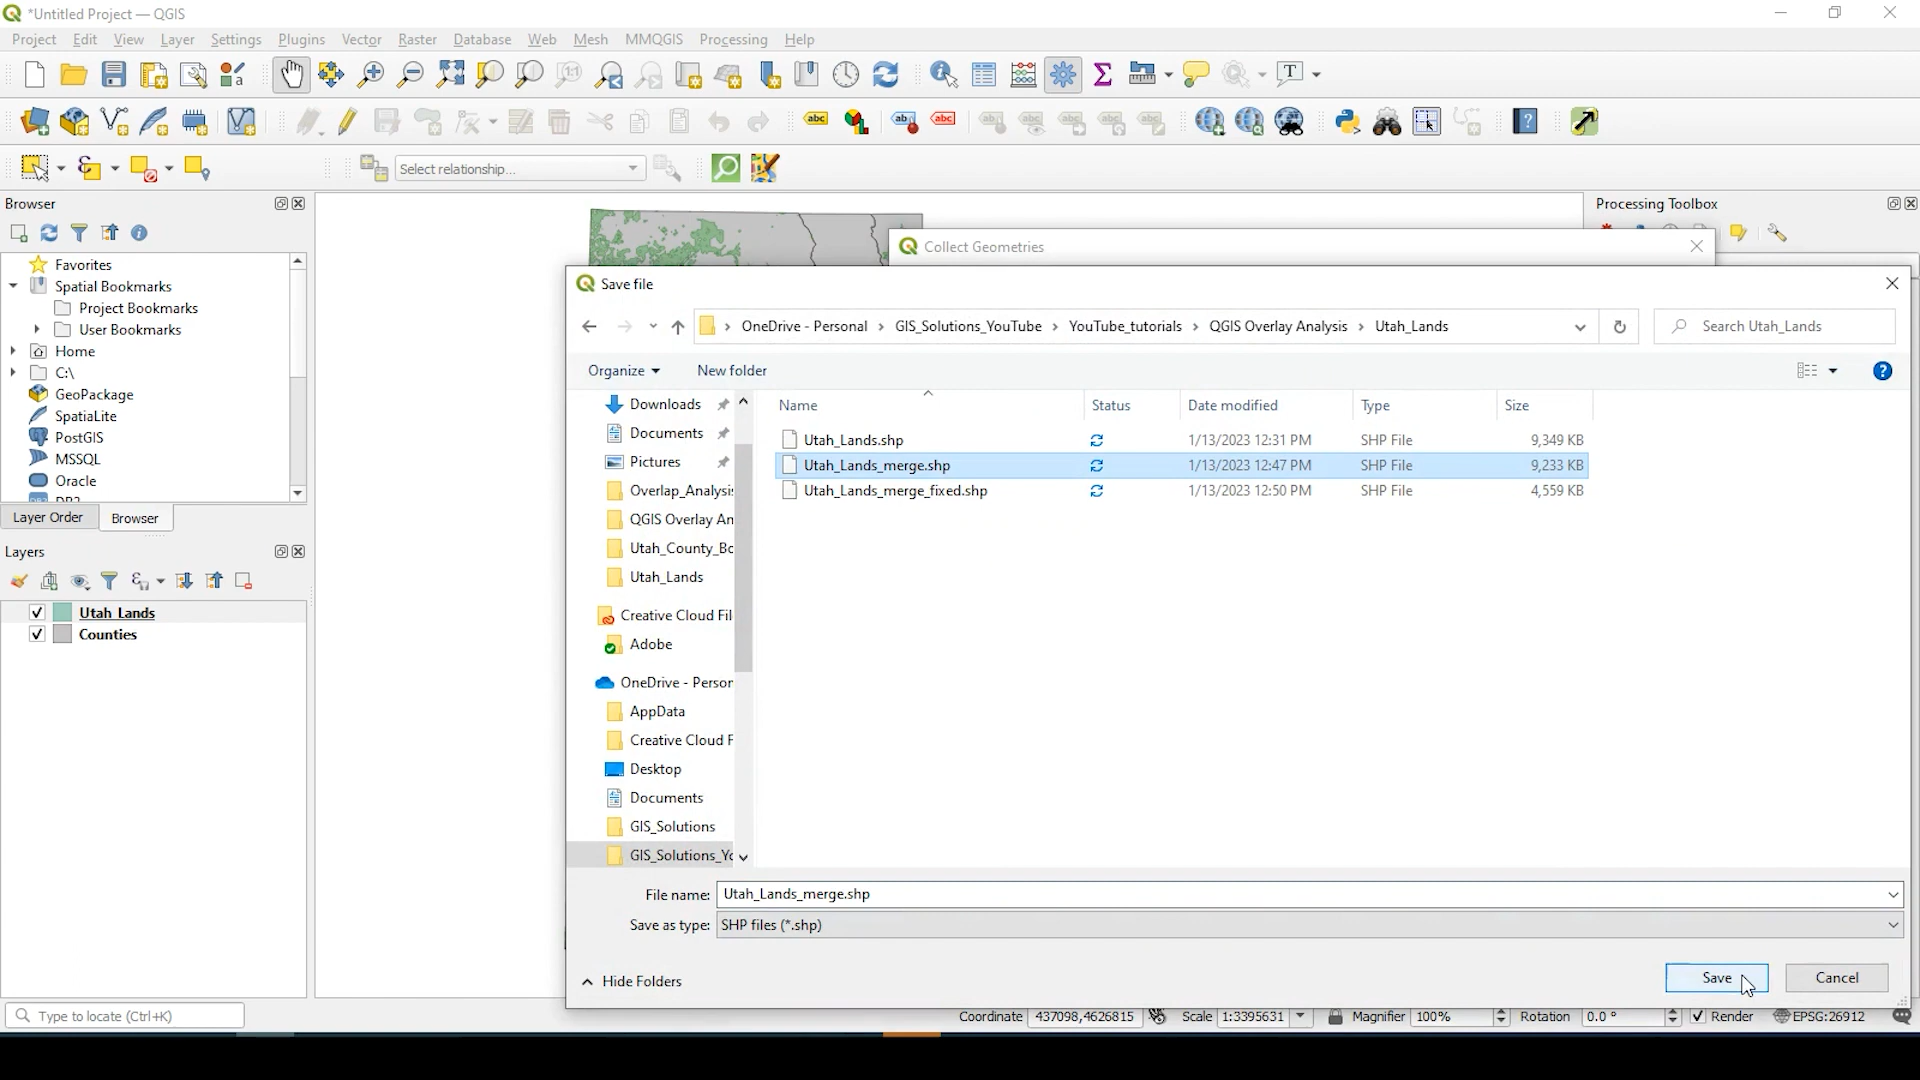 *Untitled Project — QGIS
Project Edit View Layer Settings Plugins Vector Raster Database Web Mesh MMQGIS Processing Help
Select relationship...
Browser
Favorites
Spatial Bookmarks
Project Bookmarks
User Bookmarks
Home
C:\
GeoPackage
SpatiaLite
PostGIS
MSSQL
Oracle
Layer Order Browser
Layers
Utah Lands
Counties
Processing Toolbox
Collect Geometries
Save file
OneDrive - Personal › GIS_Solutions_YouTube › YouTube_tutorials › QGIS Overlay Analysis › Utah_Lands
Search Utah_Lands
Organize New folder
Downloads
Documents
Pictures
Overlap_Analysis
QGIS Overlay An
Utah_County_Bo
Utah_Lands
Creative Cloud Fil
Adobe
OneDrive - Person
AppData
Creative Cloud F
Desktop
Documents
GIS_Solutions
GIS_Solutions_Yo
Name Status Date modified Type Size
Utah_Lands.shp 1/13/2023 12:31 PM SHP File 9,349 KB
Utah_Lands_merge.shp 1/13/2023 12:47 PM SHP File 9,233 KB
Utah_Lands_merge_fixed.shp 1/13/2023 12:50 PM SHP File 4,559 KB
File name: Utah_Lands_merge.shp
Save as type: SHP files (*.shp)
Hide Folders
Save Cancel
Type to locate (Ctrl+K)
Coordinate 437098,4626815 Scale 1:3395631 Magnifier 100% Rotation 0.0 ° Render EPSG:26912